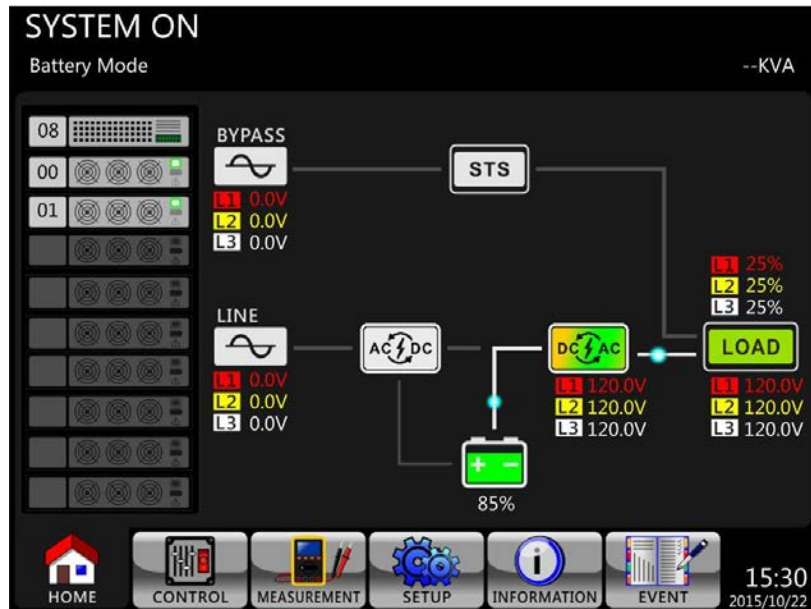 SYSTEM ON
Battery Mode
--KVA
08
00
01
BYPASS
L1 0.0V
L2 0.0V
L3 0.0V
STS
L1 25%
L2 25%
L3 25%
LINE
AC DC
DC AC
LOAD
L1 0.0V
L2 0.0V
L3 0.0V
L1 120.0V
L2 120.0V
L3 120.0V
L1 120.0V
L2 120.0V
L3 120.0V
+ -
85%
HOME
CONTROL
MEASUREMENT
SETUP
i
INFORMATION
EVENT
15:30
2015/10/22